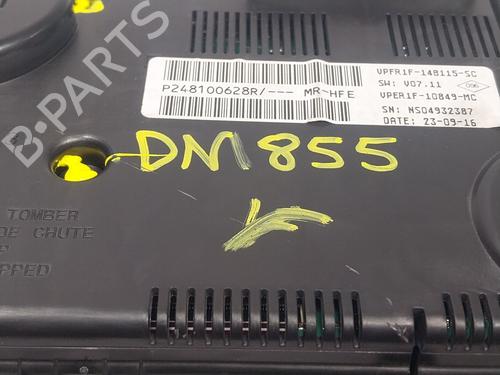 VPFR1F-14B115-SC
SW: V07.11
P248100628R/--- MR-HFE
VPER1F-10849-MC
SN: NS04932387
DATE: 23-09-16
B-PARTS
DN855
TOMBER
DE CHUTE
PPED